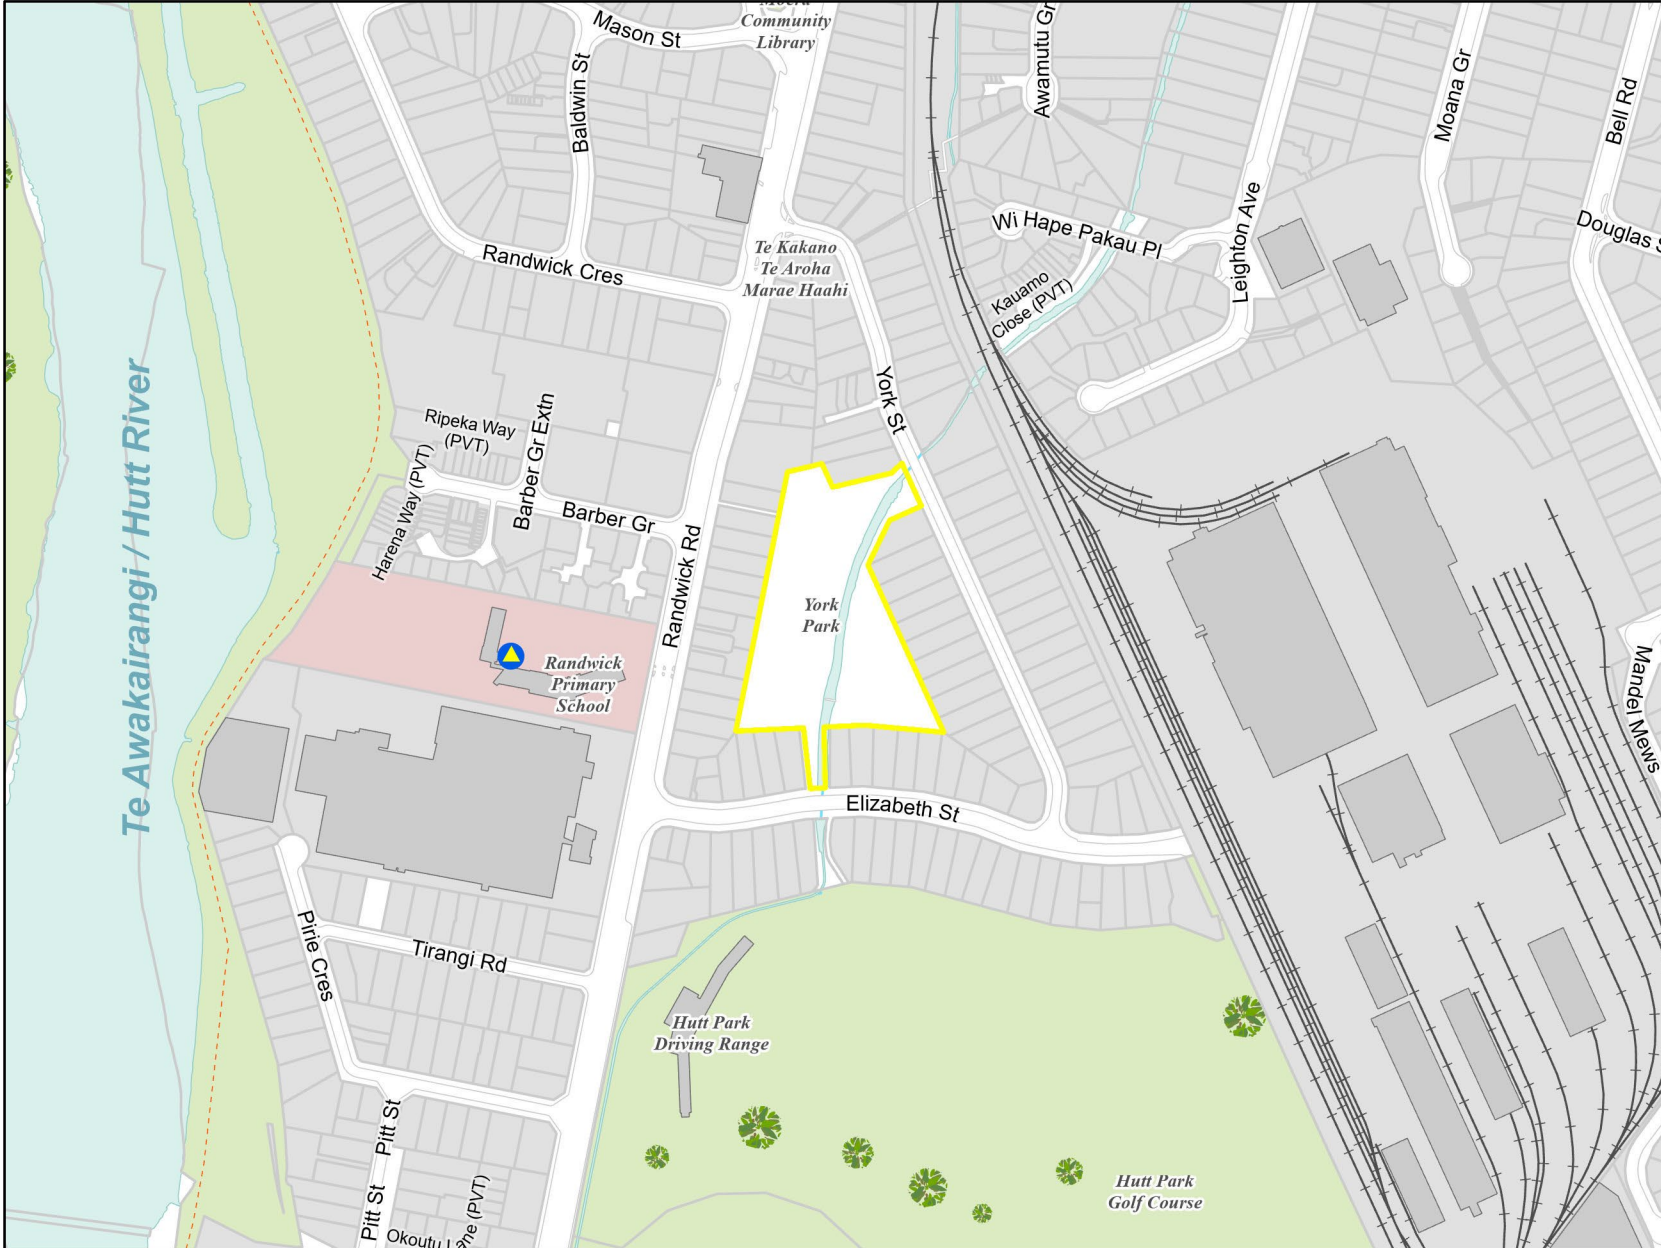 Moera
Community
Library
Mason St
Baldwin St
Awamutu Gr
Moana Gr
Bell Rd
Wi Hape Pakau Pl
Leighton Ave
Douglas S
Te Kakano
Te Aroha
Marae Haahi
Randwick Cres
Kauamo
Close (PVT)
York St
Te Awakairangi / Hutt River
Ripeka Way
(PVT)
Barber Gr Extn
Harena Way (PVT)
Barber Gr
Randwick Rd
York
Park
Randwick
Primary
School
Mandel Mews
Elizabeth St
Pirie Cres
Tirangi Rd
Hutt Park
Driving Range
Pitt St
Pitt St
Hutt Park
Golf Course
Okoutu Lane (PVT)